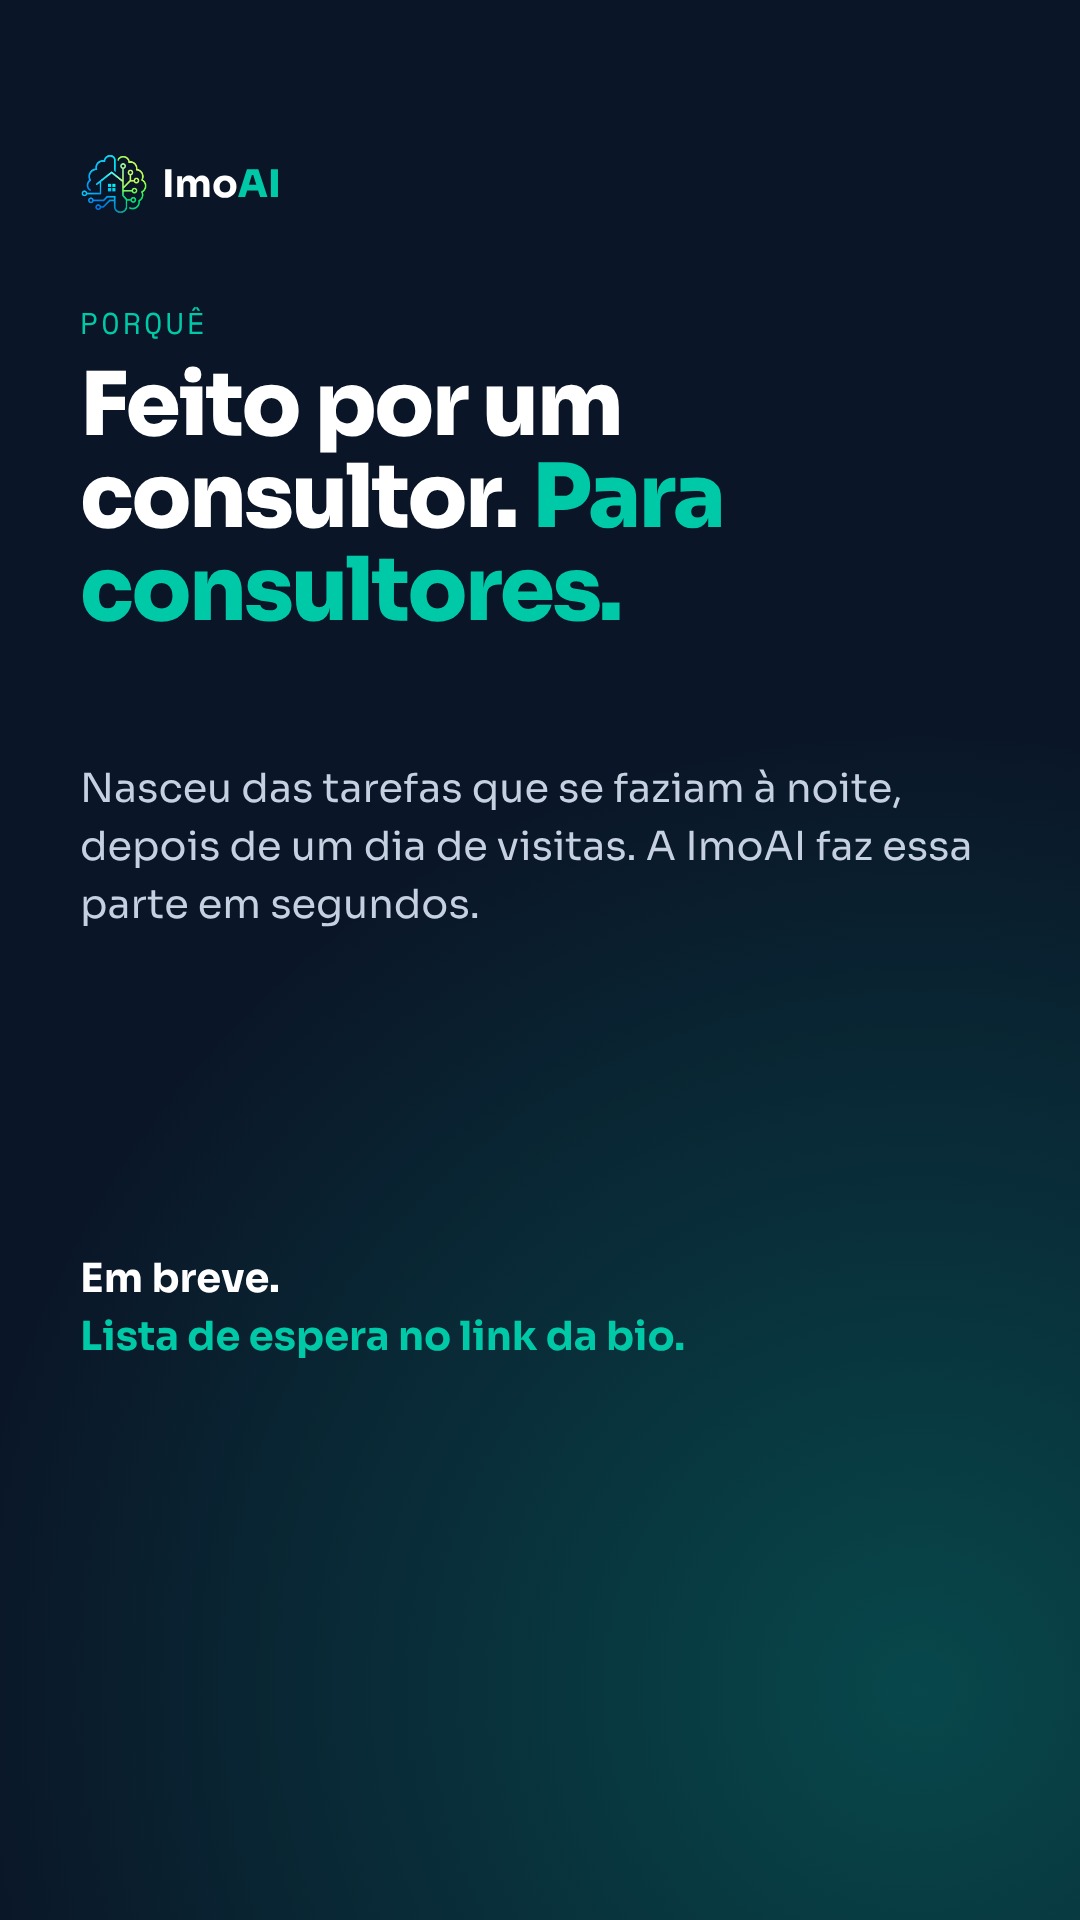 ImoAI
PORQUÊ
Feito por um
consultor. Para
consultores.
Nasceu das tarefas que se faziam à noite,
depois de um dia de visitas. A ImoAI faz essa
parte em segundos.
Em breve.
Lista de espera no link da bio.